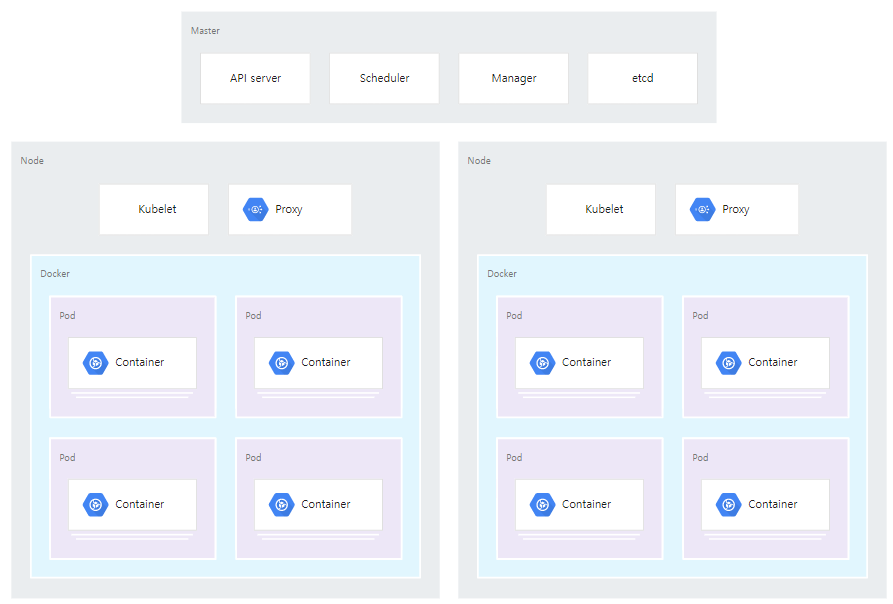 Master
API server
Scheduler
Manager
etcd
Node
Kubelet
Proxy
Docker
Pod
Container
Pod
Container
Pod
Container
Pod
Container
Node
Kubelet
Proxy
Docker
Pod
Container
Pod
Container
Pod
Container
Pod
Container